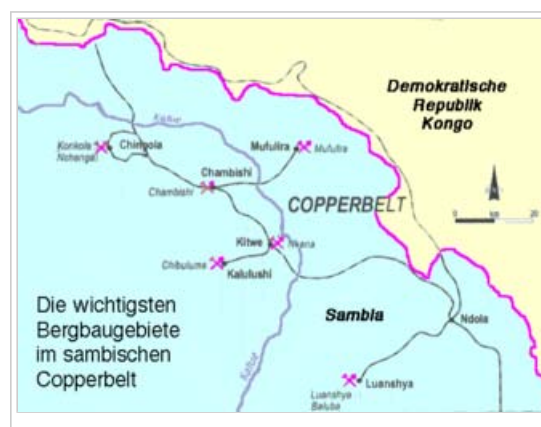 Demokratische
Republik
Kongo
Kafue
Konkola
Nchanga
Chingola
Mufulira
Mufulira
Chambishi
Chambishi
COPPERBELT
Kitwe
Nkana
Chibuluma
Kalulushi
Die wichtigsten
Bergbaugebiete
im sambischen
Copperbelt
Sambia
Ndola
Kafue
Luanshya
Luanshya
Baluba